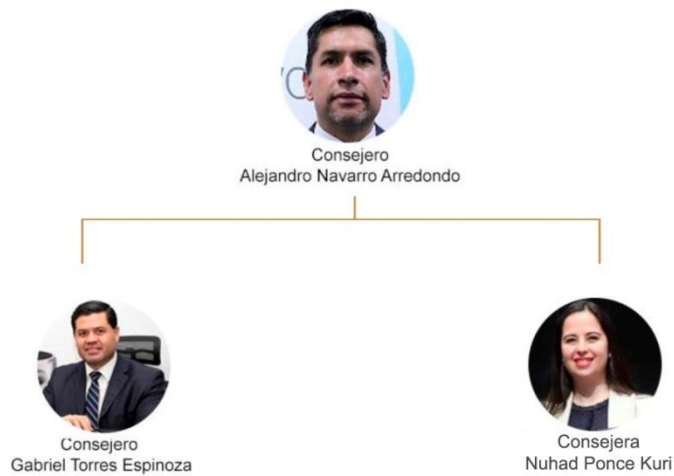 Consejero
Alejandro Navarro Arredondo
Consejero
Gabriel Torres Espinoza
Consejera
Nuhad Ponce Kuri